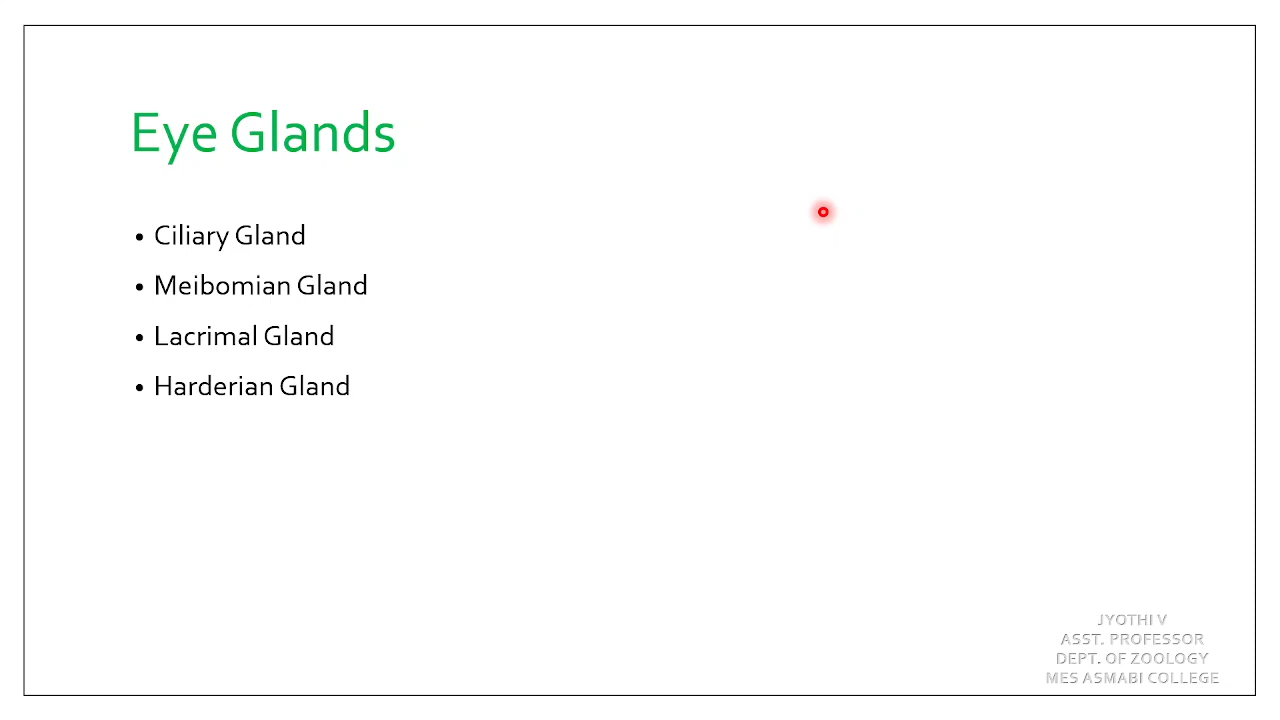 Eye Glands
• Ciliary Gland
• Meibomian Gland
• Lacrimal Gland
• Harderian Gland
JYOTHI V
ASST. PROFESSOR
DEPT. OF ZOOLOGY
MES ASMABI COLLEGE